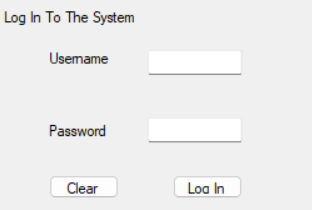 Log In To The System
Username
Password
Clear
Log In